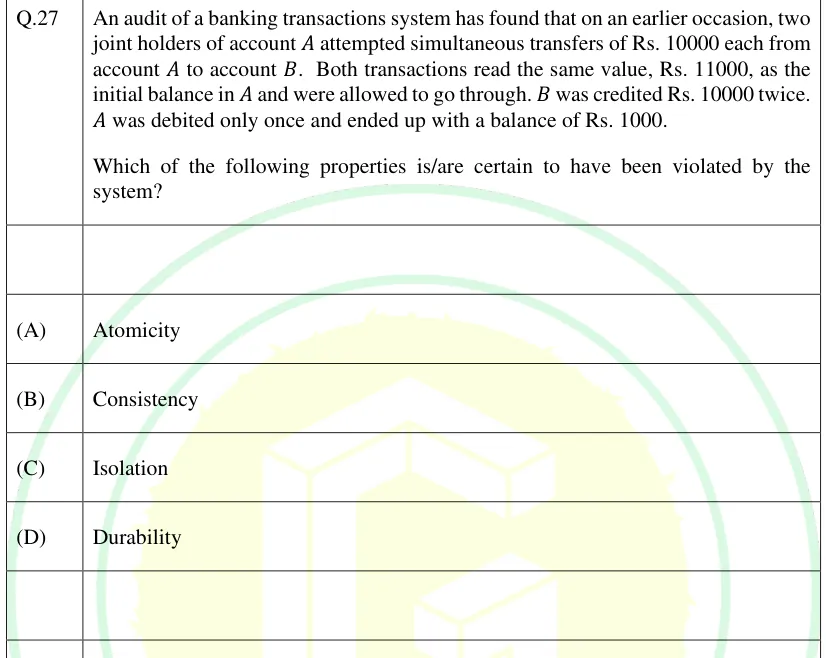 Q.27 An audit of a banking transactions system has found that on an earlier occasion, two
joint holders of account A attempted simultaneous transfers of Rs. 10000 each from
account A to account B. Both transactions read the same value, Rs. 11000, as the
initial balance in A and were allowed to go through. B was credited Rs. 10000 twice.
A was debited only once and ended up with a balance of Rs. 1000.
Which of the following properties is/are certain to have been violated by the
system?
(A) Atomicity
(B) Consistency
(C) Isolation
(D) Durability